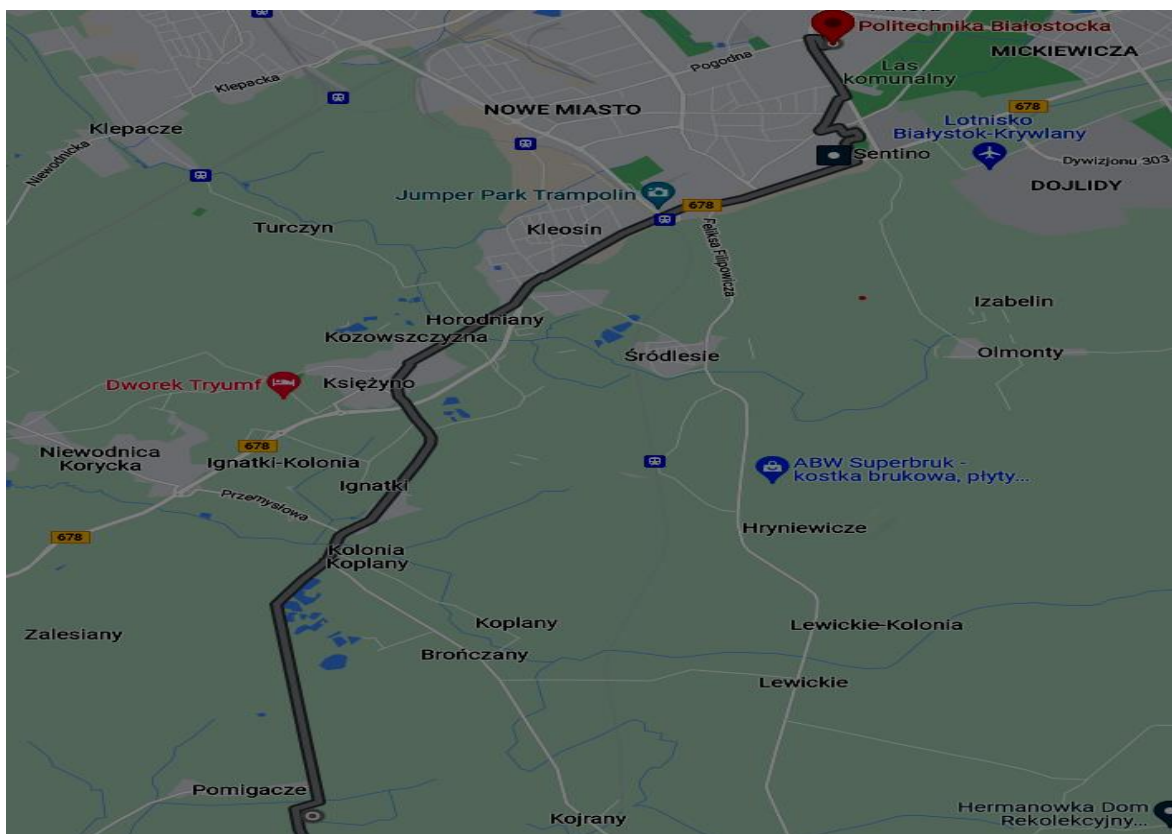 Politechnika Białostocka
MICKIEWICZA
Pogodna
Las
komunalny
Klepacka
NOWE MIASTO
678
Lotnisko
Białystok-Krywlany
Klepacze
Niewodnicka
Sentino
Dywizjonu 303
DOJLIDY
Jumper Park Trampolin
678
Turczyn
Kleosin
Feliksa Filipowicza
Izabelin
Horodniany
Kozowszczyzna
Śródlesie
Olmonty
Dworek Tryumf
Księżyno
678
Niewodnica
Korycka
Ignatki-Kolonia
Ignatki
ABW Superbruk -
kostka brukowa, płyty...
Przemysłowa
678
Hryniewicze
Kolonia
Koplany
Zalesiany
Koplany
Lewickie-Kolonia
Brończany
Lewickie
Pomigacze
Kojrany
Hermanowka Dom
Rekolekcyjny...